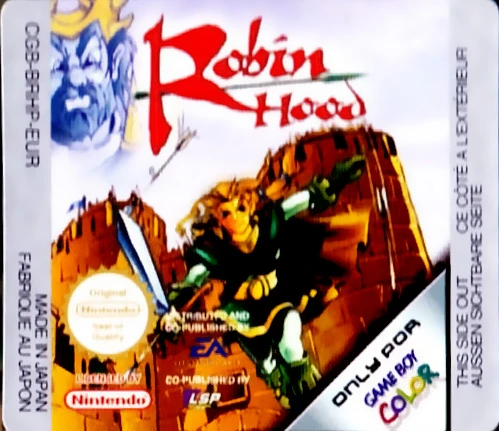 Robin
Hood
CGB-BRHP-EUR
MADE IN JAPAN
FABRIQUÉ AU JAPON
Original
Nintendo
Seal of
Quality
LICENSED BY
Nintendo
DISTRIBUTED AND
CO-PUBLISHED BY
EA
CO-PUBLISHED BY
LSP
ONLY FOR
GAME BOY
COLOR
THIS SIDE OUT CE CÔTÉ A L'EXTÉRIEUR
AUSSEN SICHTBARE SEITE